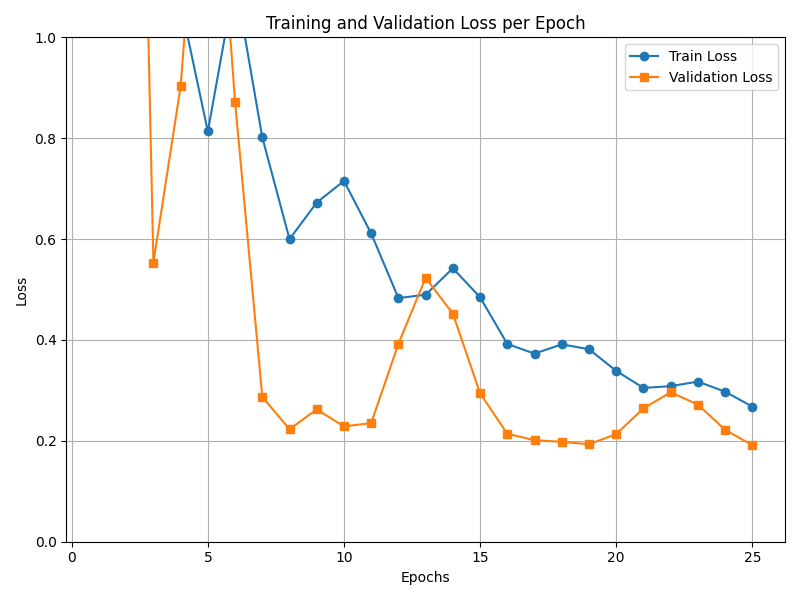 Training and Validation Loss per Epoch
Train Loss
Validation Loss
1.0
0.8
0.6
0.4
0.2
0.0
Loss
0 5 10 15 20 25
Epochs